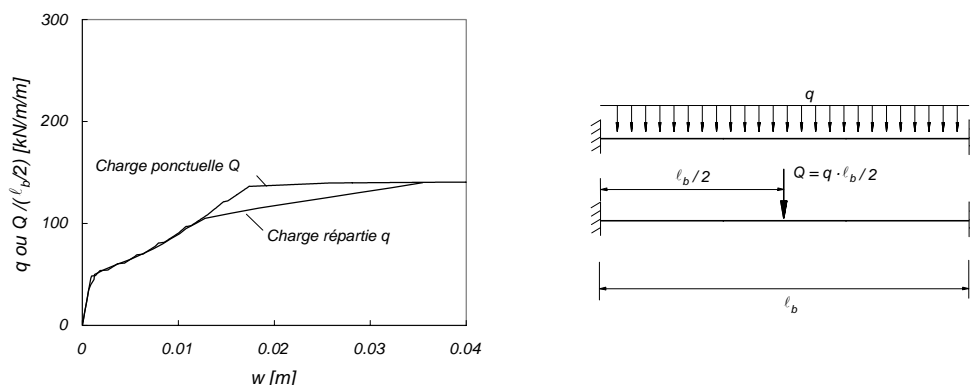 q ou Q /(ℓb/2) [kN/m/m]
300
200
100
0
Charge ponctuelle Q
Charge répartie q
0
0.01
0.02
0.03
0.04
w [m]
q
ℓb/2
Q = q · ℓb/2
ℓb